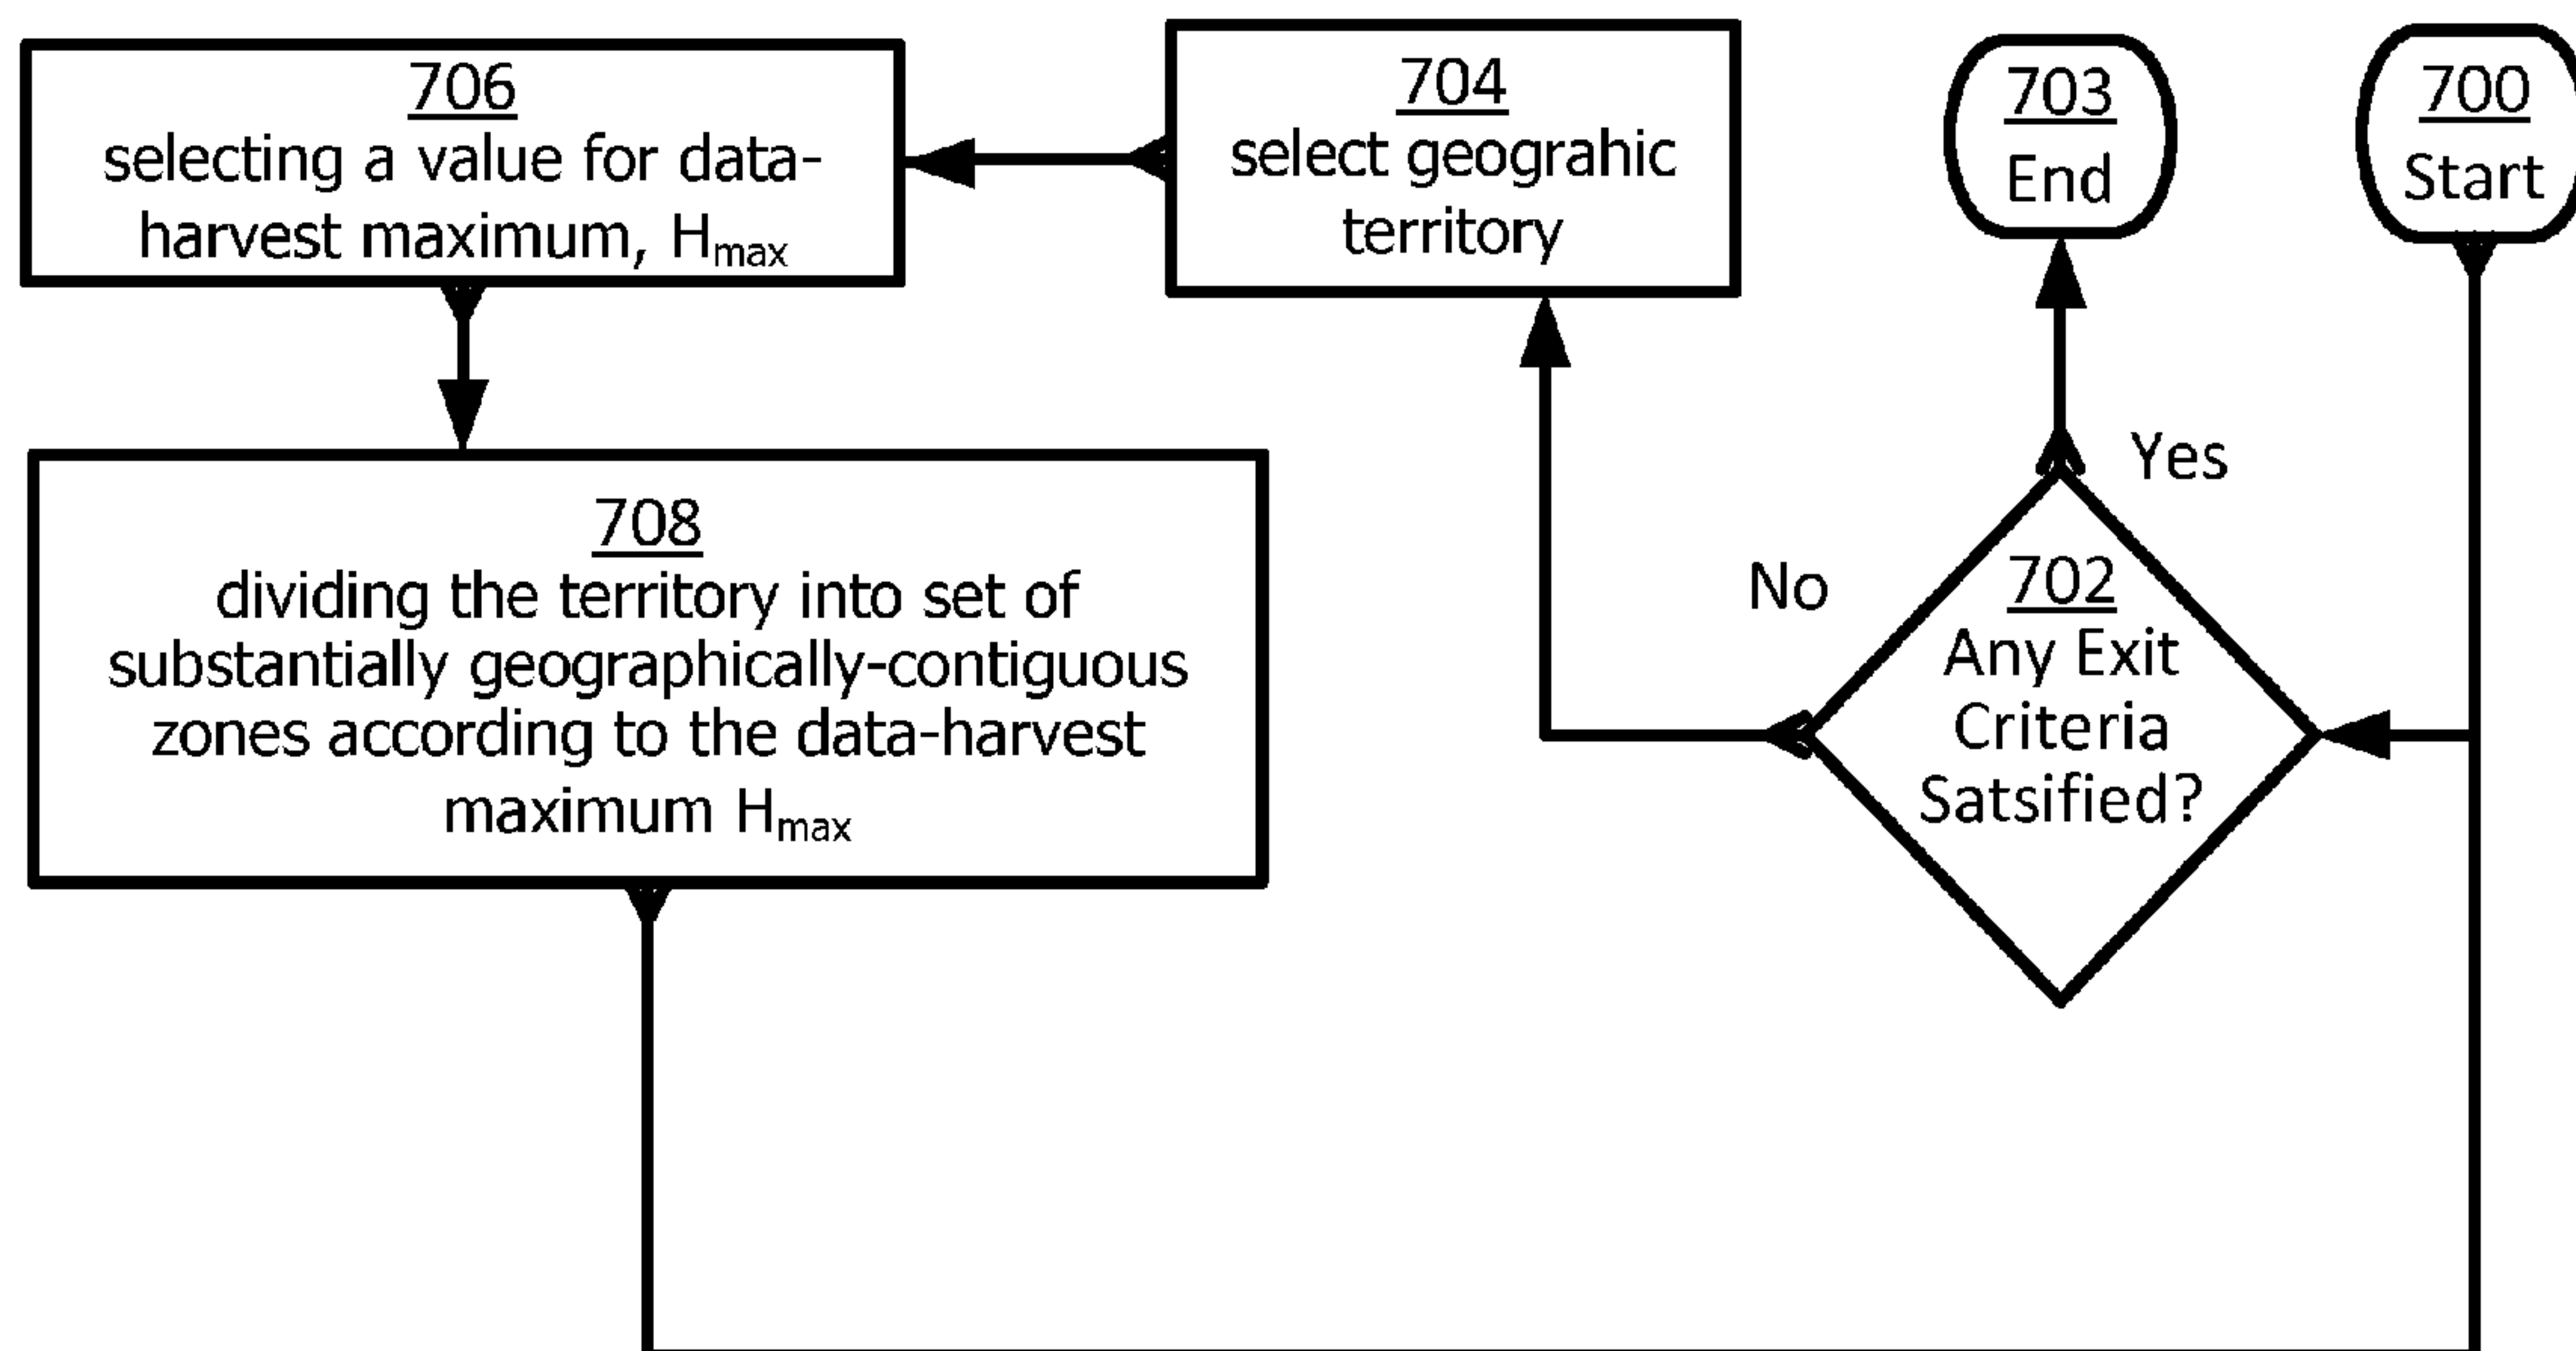 706
selecting a value for data-
harvest maximum, Hmax
704
select geograhic
territory
703
End
700
Start
Yes
No
702
Any Exit
Criteria
Satsified?
708
dividing the territory into set of
substantially geographically-contiguous
zones according to the data-harvest
maximum Hmax